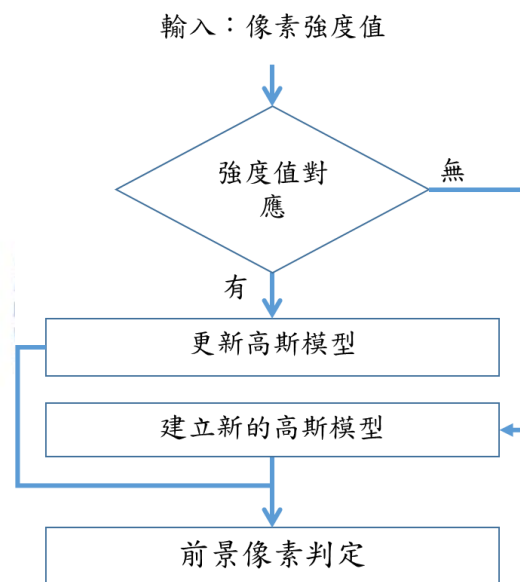 輸入：像素強度值
強度值對
應
無
有
更新高斯模型
建立新的高斯模型
前景像素判定